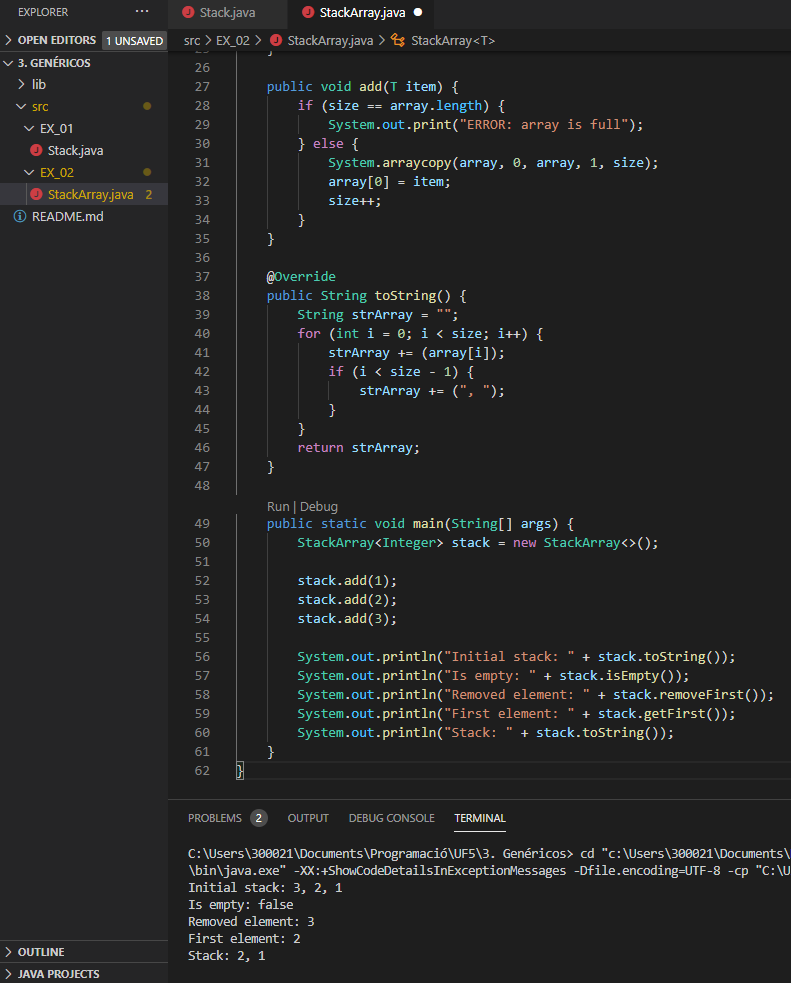 EXPLORER
...
Stack.java
StackArray.java
OPEN EDITORS 1 UNSAVED
src > EX_02 > StackArray.java > StackArray<T>
3. GENÉRICOS
lib
src
EX_01
Stack.java
EX_02
StackArray.java 2
README.md
26
27 public void add(T item) {
28 if (size == array.length) {
29 System.out.print("ERROR: array is full");
30 } else {
31 System.arraycopy(array, 0, array, 1, size);
32 array[0] = item;
33 size++;
34 }
35 }
36
37 @Override
38 public String toString() {
39 String strArray = "";
40 for (int i = 0; i < size; i++) {
41 strArray += (array[i]);
42 if (i < size - 1) {
43 strArray += (", ");
44 }
45 }
46 return strArray;
47 }
48
Run | Debug
49 public static void main(String[] args) {
50 StackArray<Integer> stack = new StackArray<>();
51
52 stack.add(1);
53 stack.add(2);
54 stack.add(3);
55
56 System.out.println("Initial stack: " + stack.toString());
57 System.out.println("Is empty: " + stack.isEmpty());
58 System.out.println("Removed element: " + stack.removeFirst());
59 System.out.println("First element: " + stack.getFirst());
60 System.out.println("Stack: " + stack.toString());
61 }
62 }
PROBLEMS 2 OUTPUT DEBUG CONSOLE TERMINAL
C:\Users\300021\Documents\Programació\UF5\3. Genéricos> cd "c:\Users\300021\Documents\
\bin\java.exe" -XX:+ShowCodeDetailsInExceptionMessages -Dfile.encoding=UTF-8 -cp "C:\U
Initial stack: 3, 2, 1
Is empty: false
Removed element: 3
First element: 2
Stack: 2, 1
OUTLINE
JAVA PROJECTS